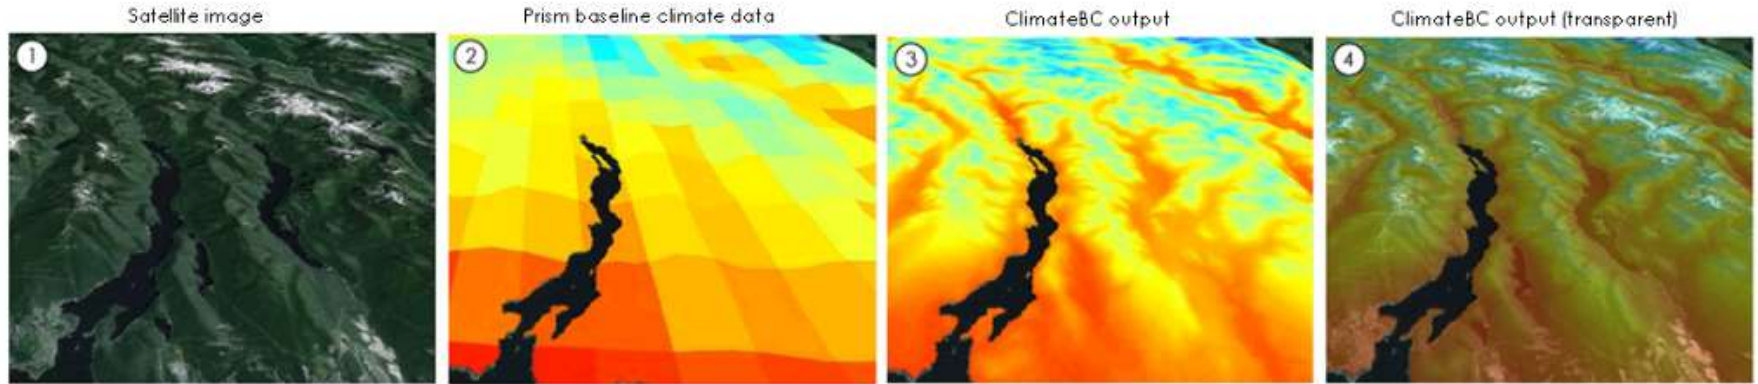 Satellite image
Prism baseline climate data
ClimateBC output
ClimateBC output (transparent)
1
2
3
4